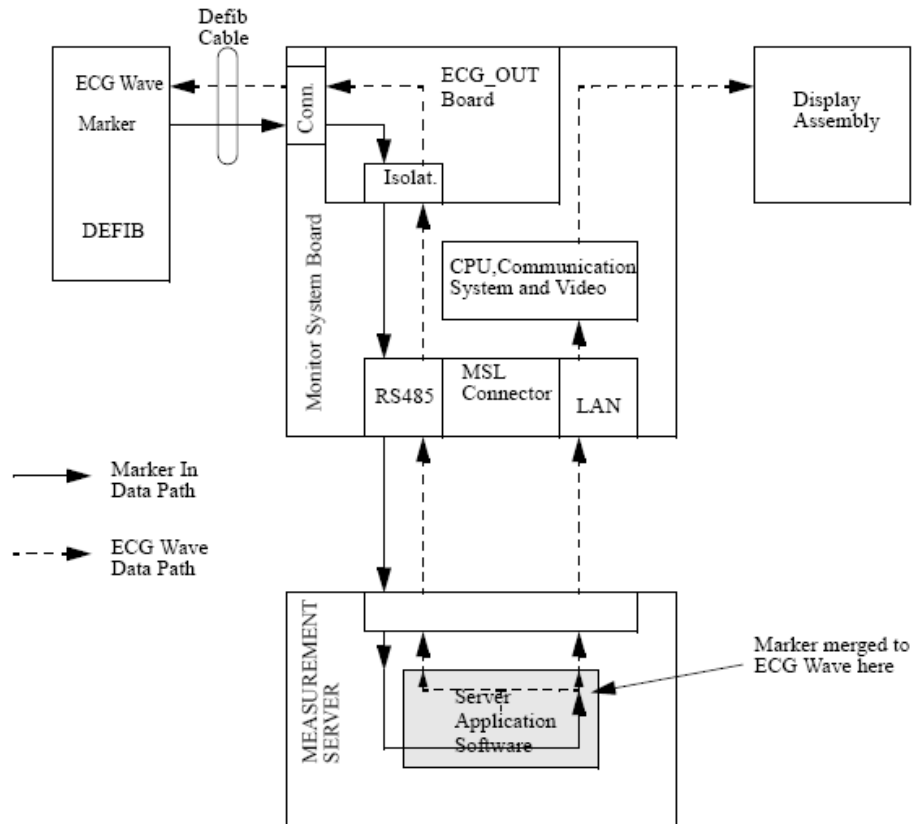 Defib
Cable
ECG Wave
Marker
DEFIB
Conn.
ECG_OUT
Board
Isolat.
Display
Assembly
CPU,Communication
System and Video
Monitor System Board
RS485
MSL
Connector
LAN
Marker In
Data Path
ECG Wave
Data Path
MEASUREMENT
SERVER
Server
Application
Software
Marker merged to
ECG Wave here